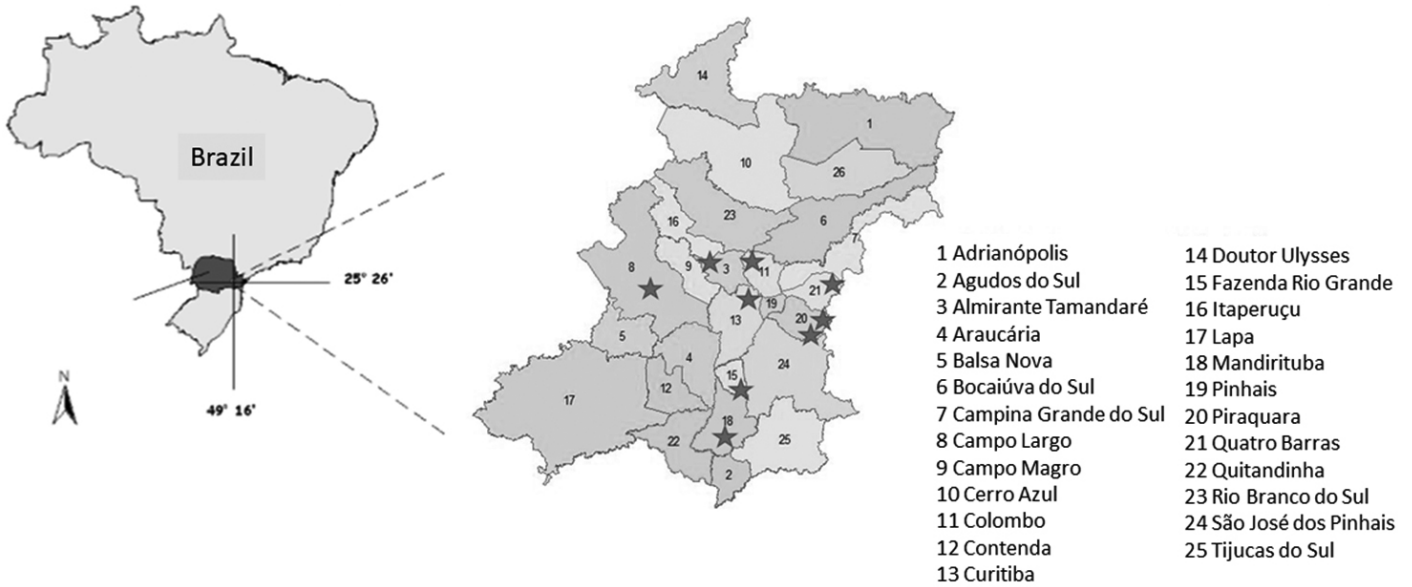 Brazil
25° 26'
49° 16'
N
14
1
10
26
23
6
16
7
8
9
3
11
21
19
13
20
5
4
24
15
12
17
18
22
25
2
1 Adrianópolis
2 Agudos do Sul
3 Almirante Tamandaré
4 Araucária
5 Balsa Nova
6 Bocaiúva do Sul
7 Campina Grande do Sul
8 Campo Largo
9 Campo Magro
10 Cerro Azul
11 Colombo
12 Contenda
13 Curitiba
14 Doutor Ulysses
15 Fazenda Rio Grande
16 Itaperuçu
17 Lapa
18 Mandirituba
19 Pinhais
20 Piraquara
21 Quatro Barras
22 Quitandinha
23 Rio Branco do Sul
24 São José dos Pinhais
25 Tijucas do Sul